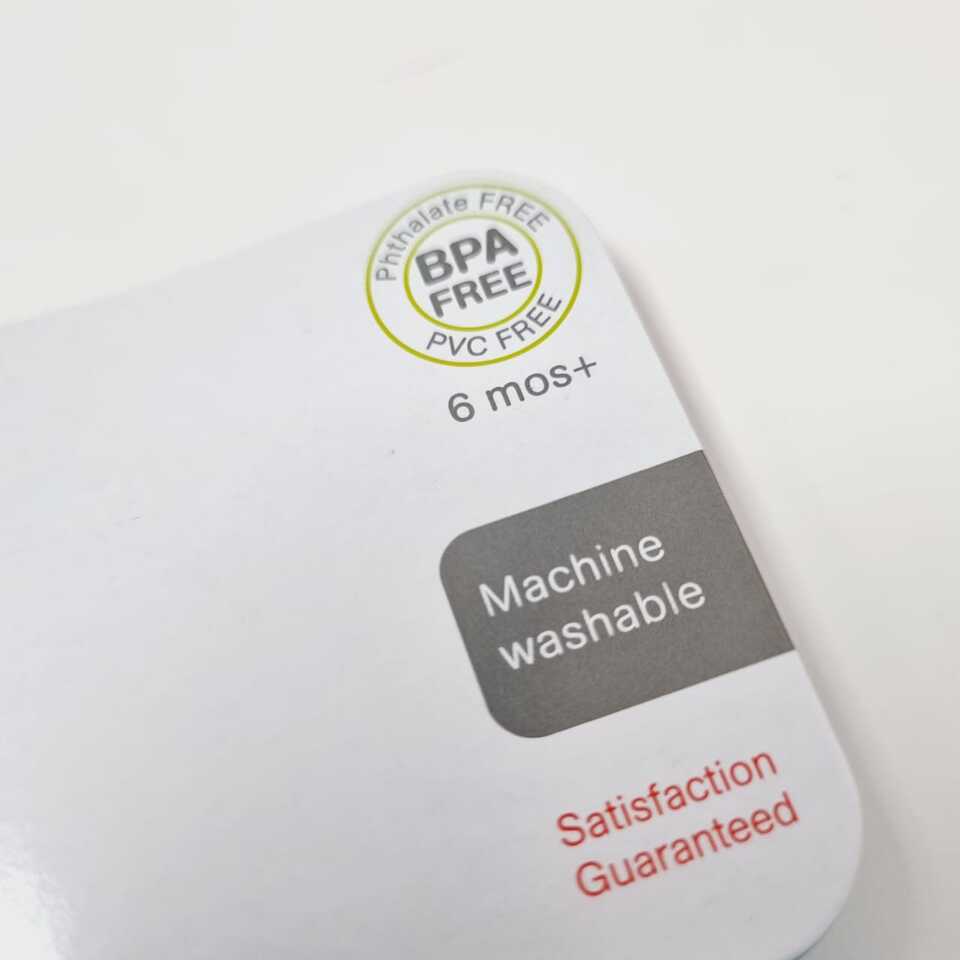 Phthalate FREE
BPA
FREE
PVC FREE
6 mos+
Machine
washable
Satisfaction
Guaranteed